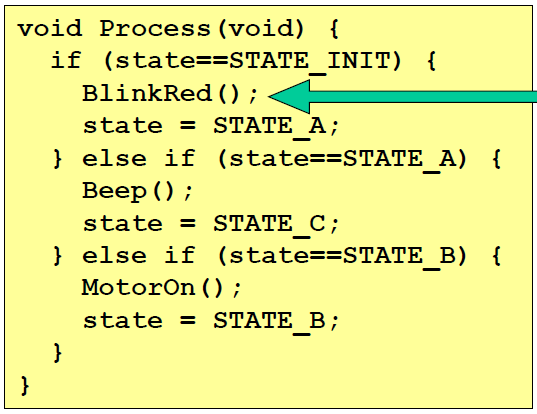 void Process(void) {
  if (state==STATE_INIT) {
    BlinkRed();
    state = STATE_A;
  } else if (state==STATE_A) {
    Beep();
    state = STATE_C;
  } else if (state==STATE_B) {
    MotorOn();
    state = STATE_B;
  }
}